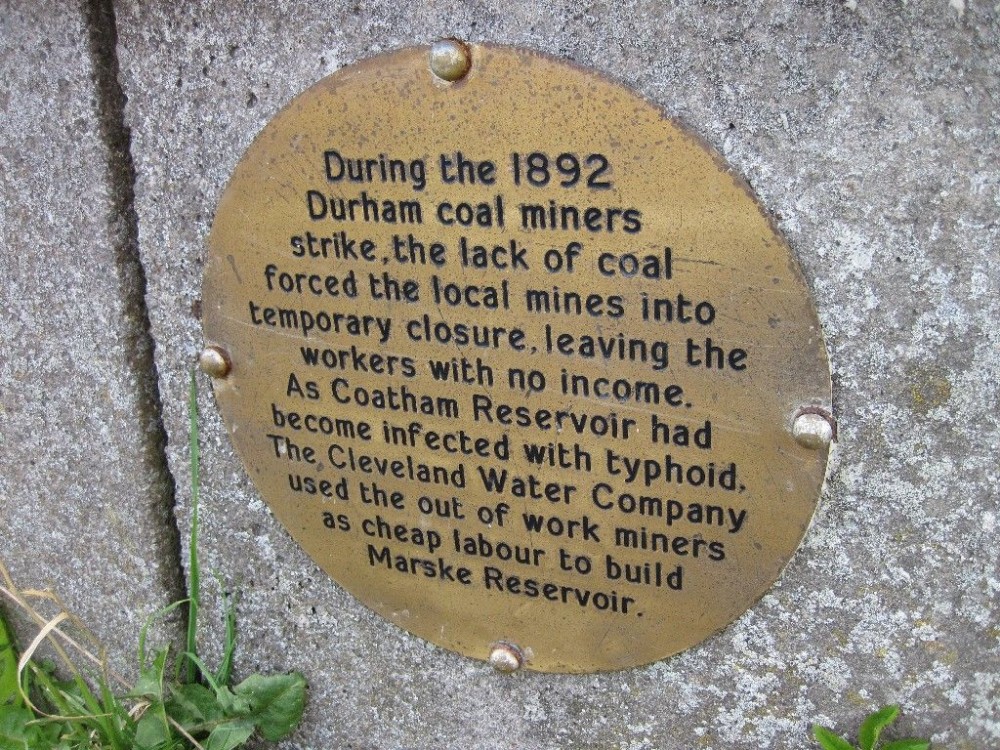 During the 1892
Durham coal miners
strike, the lack of coal
forced the local mines into
temporary closure, leaving the
workers with no income.
As Coatham Reservoir had
become infected with typhoid,
The Cleveland Water Company
used the out of work miners
as cheap labour to build
Marske Reservoir.